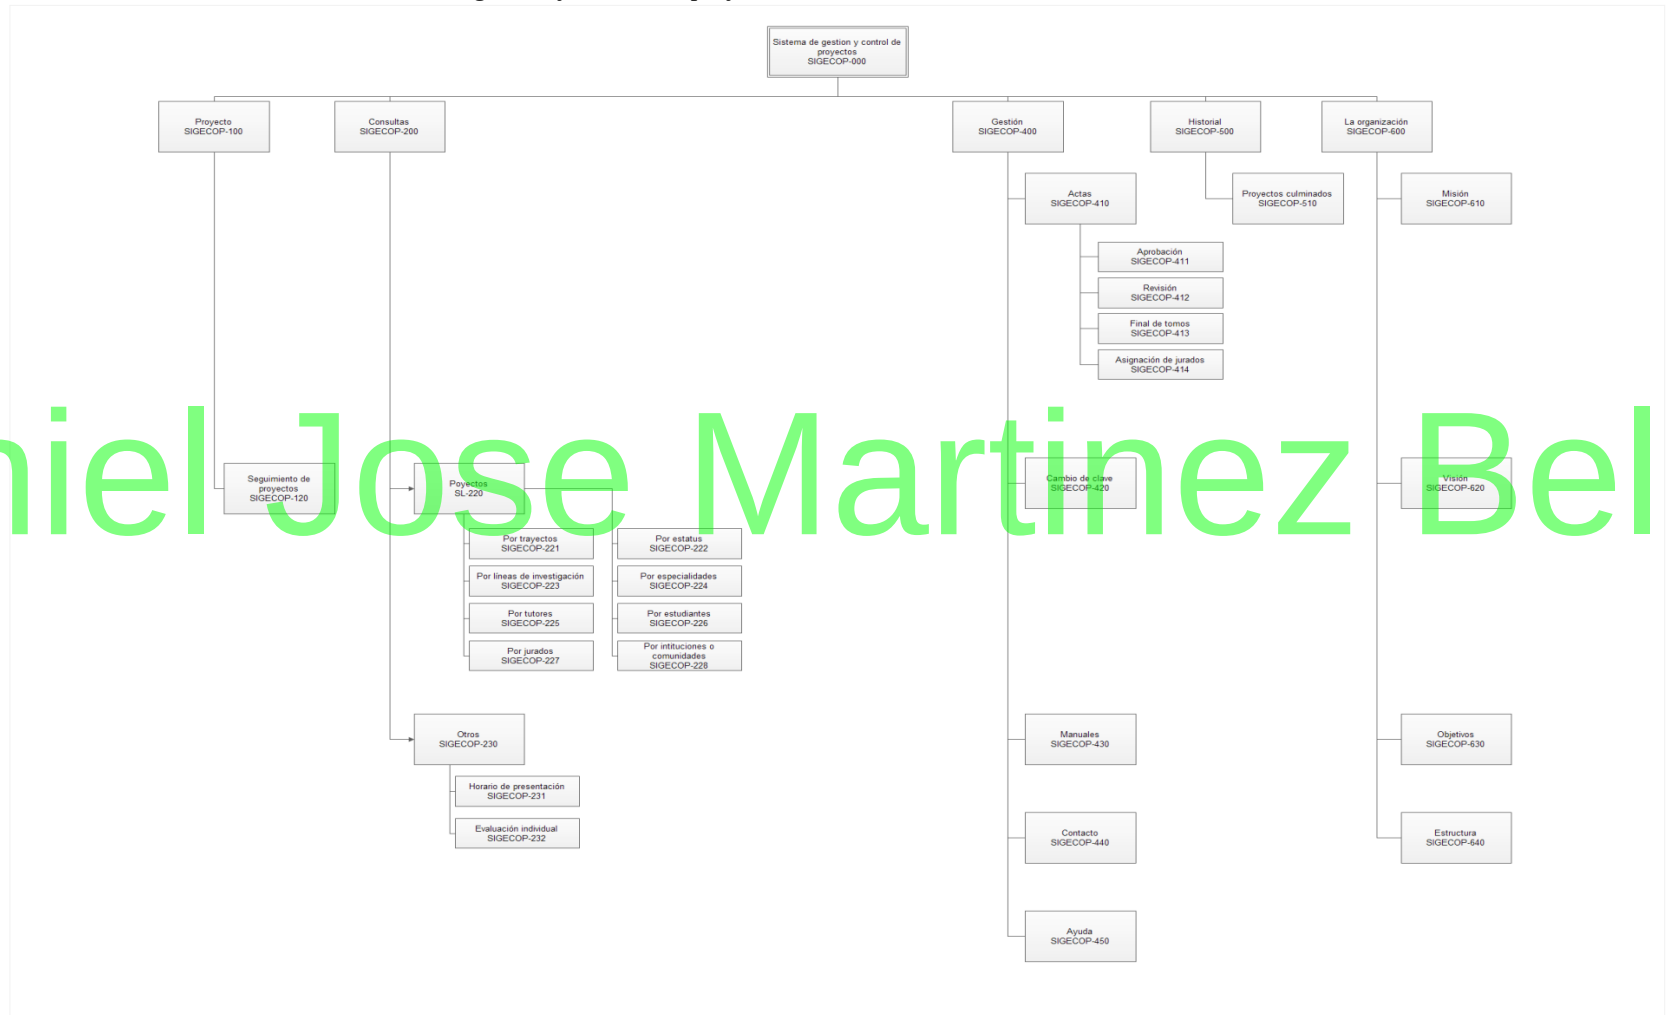 Sistema de gestion y control de
proyectos
SIGECOP-000
Proyecto
SIGECOP-100
Consultas
SIGECOP-200
Gestión
SIGECOP-400
Historial
SIGECOP-500
La organización
SIGECOP-600
Actas
SIGECOP-410
Proyectos culminados
SIGECOP-510
Misión
SIGECOP-610
Aprobación
SIGECOP-411
Revisión
SIGECOP-412
Final de tomos
SIGECOP-413
Asignación de jurados
SIGECOP-414
niel Jose Martinez Bel
Seguimiento de
proyectos
SIGECOP-120
Poyectos
SL-220
Cambio de clave
SIGECOP-420
Visión
SIGECOP-620
Por trayectos
SIGECOP-221
Por estatus
SIGECOP-222
Por líneas de investigación
SIGECOP-223
Por especialidades
SIGECOP-224
Por tutores
SIGECOP-225
Por estudiantes
SIGECOP-226
Por jurados
SIGECOP-227
Por intituciones o
comunidades
SIGECOP-228
Otros
SIGECOP-230
Manuales
SIGECOP-430
Objetivos
SIGECOP-630
Horario de presentación
SIGECOP-231
Evaluación individual
SIGECOP-232
Contacto
SIGECOP-440
Estructura
SIGECOP-640
Ayuda
SIGECOP-450